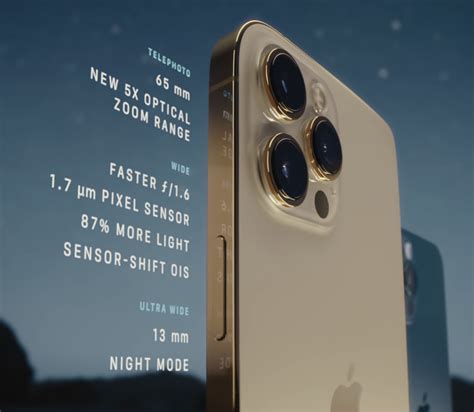 TELEPHOTO
65 mm
NEW 5X OPTICAL
ZOOM RANGE
WIDE
FASTER ƒ/1.6
1.7 μm PIXEL SENSOR
87% MORE LIGHT
SENSOR-SHIFT OIS
ULTRA WIDE
13 mm
NIGHT MODE